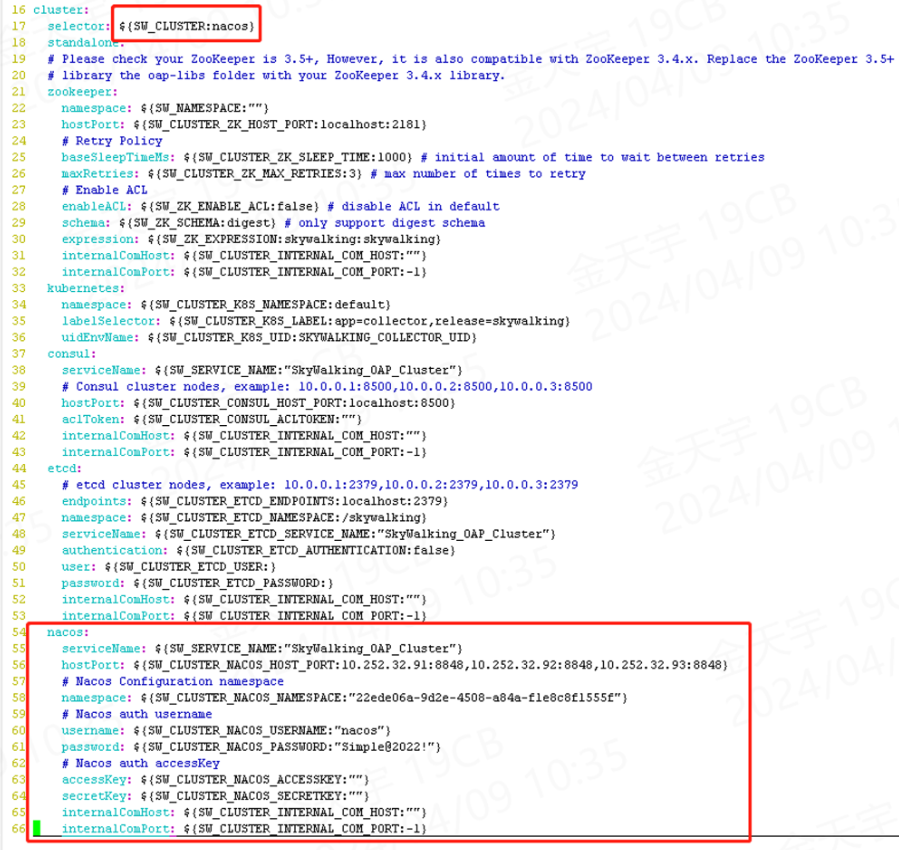 16 cluster:
17   selector: ${SW_CLUSTER:nacos}
18   standalone:
19   # Please check your ZooKeeper is 3.5+, However, it is also compatible with ZooKeeper 3.4.x. Replace the ZooKeeper 3.5+
20   # library the oap-libs folder with your ZooKeeper 3.4.x library.
21   zookeeper:
22     namespace: ${SW_NAMESPACE:""}
23     hostPort: ${SW_CLUSTER_ZK_HOST_PORT:localhost:2181}
24     # Retry Policy
25     baseSleepTimeMs: ${SW_CLUSTER_ZK_SLEEP_TIME:1000} # initial amount of time to wait between retries
26     maxRetries: ${SW_CLUSTER_ZK_MAX_RETRIES:3} # max number of times to retry
27     # Enable ACL
28     enableACL: ${SW_ZK_ENABLE_ACL:false} # disable ACL in default
29     schema: ${SW_ZK_SCHEMA:digest} # only support digest schema
30     expression: ${SW_ZK_EXPRESSION:skywalking:skywalking}
31     internalComHost: ${SW_CLUSTER_INTERNAL_COM_HOST:""}
32     internalComPort: ${SW_CLUSTER_INTERNAL_COM_PORT:-1}
33   kubernetes:
34     namespace: ${SW_CLUSTER_K8S_NAMESPACE:default}
35     labelSelector: ${SW_CLUSTER_K8S_LABEL:app=collector,release=skywalking}
36     uidEnvName: ${SW_CLUSTER_K8S_UID:SKYWALKING_COLLECTOR_UID}
37   consul:
38     serviceName: ${SW_SERVICE_NAME:"SkyWalking_OAP_Cluster"}
39     # Consul cluster nodes, example: 10.0.0.1:8500,10.0.0.2:8500,10.0.0.3:8500
40     hostPort: ${SW_CLUSTER_CONSUL_HOST_PORT:localhost:8500}
41     aclToken: ${SW_CLUSTER_CONSUL_ACLTOKEN:""}
42     internalComHost: ${SW_CLUSTER_INTERNAL_COM_HOST:""}
43     internalComPort: ${SW_CLUSTER_INTERNAL_COM_PORT:-1}
44   etcd:
45     # etcd cluster nodes, example: 10.0.0.1:2379,10.0.0.2:2379,10.0.0.3:2379
46     endpoints: ${SW_CLUSTER_ETCD_ENDPOINTS:localhost:2379}
47     namespace: ${SW_CLUSTER_ETCD_NAMESPACE:/skywalking}
48     serviceName: ${SW_CLUSTER_ETCD_SERVICE_NAME:"SkyWalking_OAP_Cluster"}
49     authentication: ${SW_CLUSTER_ETCD_AUTHENTICATION:false}
50     user: ${SW_CLUSTER_ETCD_USER:}
51     password: ${SW_CLUSTER_ETCD_PASSWORD:}
52     internalComHost: ${SW_CLUSTER_INTERNAL_COM_HOST:""}
53     internalComPort: ${SW_CLUSTER_INTERNAL_COM_PORT:-1}
54   nacos:
55     serviceName: ${SW_SERVICE_NAME:"SkyWalking_OAP_Cluster"}
56     hostPort: ${SW_CLUSTER_NACOS_HOST_PORT:10.252.32.91:8848,10.252.32.92:8848,10.252.32.93:8848}
57     # Nacos Configuration namespace
58     namespace: ${SW_CLUSTER_NACOS_NAMESPACE:"22ede06a-9d2e-4508-a84a-f1e8c8f1555f"}
59     # Nacos auth username
60     username: ${SW_CLUSTER_NACOS_USERNAME:"nacos"}
61     password: ${SW_CLUSTER_NACOS_PASSWORD:"Simple@2022!"}
62     # Nacos auth accessKey
63     accessKey: ${SW_CLUSTER_NACOS_ACCESSKEY:""}
64     secretKey: ${SW_CLUSTER_NACOS_SECRETKEY:""}
65     internalComHost: ${SW_CLUSTER_INTERNAL_COM_HOST:""}
66     internalComPort: ${SW_CLUSTER_INTERNAL_COM_PORT:-1}
金天宇 19CB
2024/04/09 10:35